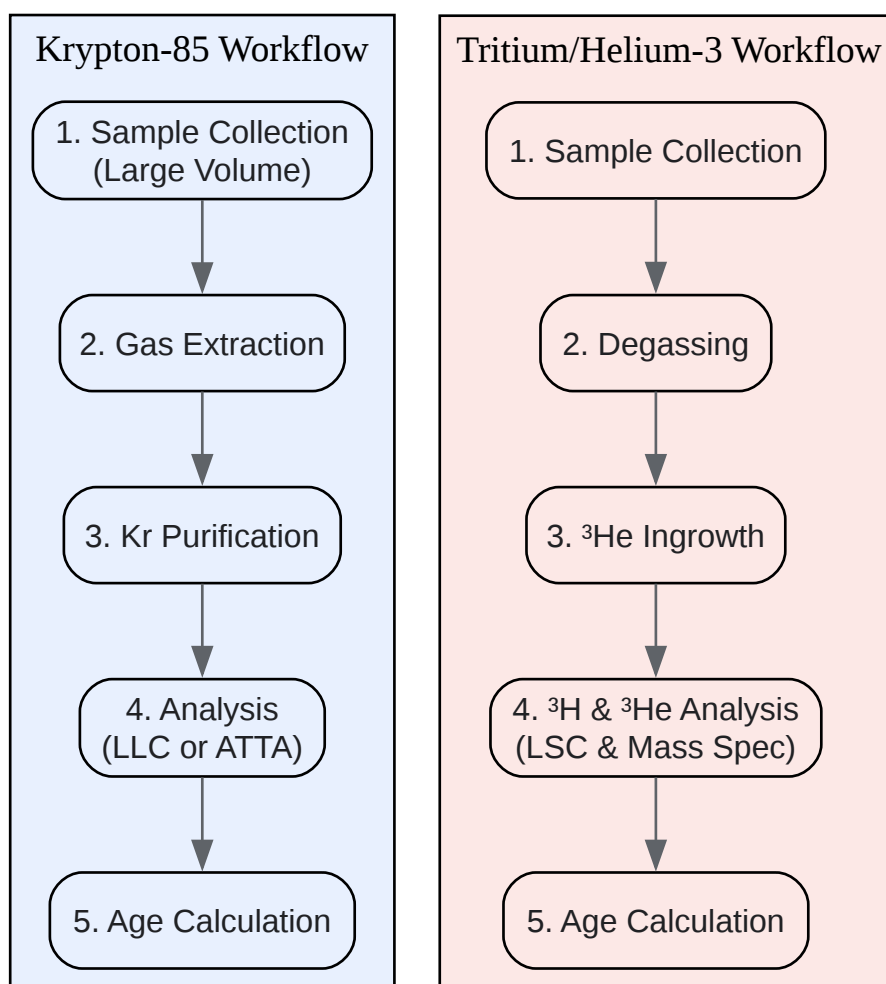 Krypton-85 Workflow
1. Sample Collection
(Large Volume)
2. Gas Extraction
3. Kr Purification
4. Analysis
(LLC or ATTA)
5. Age Calculation
Tritium/Helium-3 Workflow
1. Sample Collection
2. Degassing
3. ³He Ingrowth
4. ³H & ³He Analysis
(LSC & Mass Spec)
5. Age Calculation